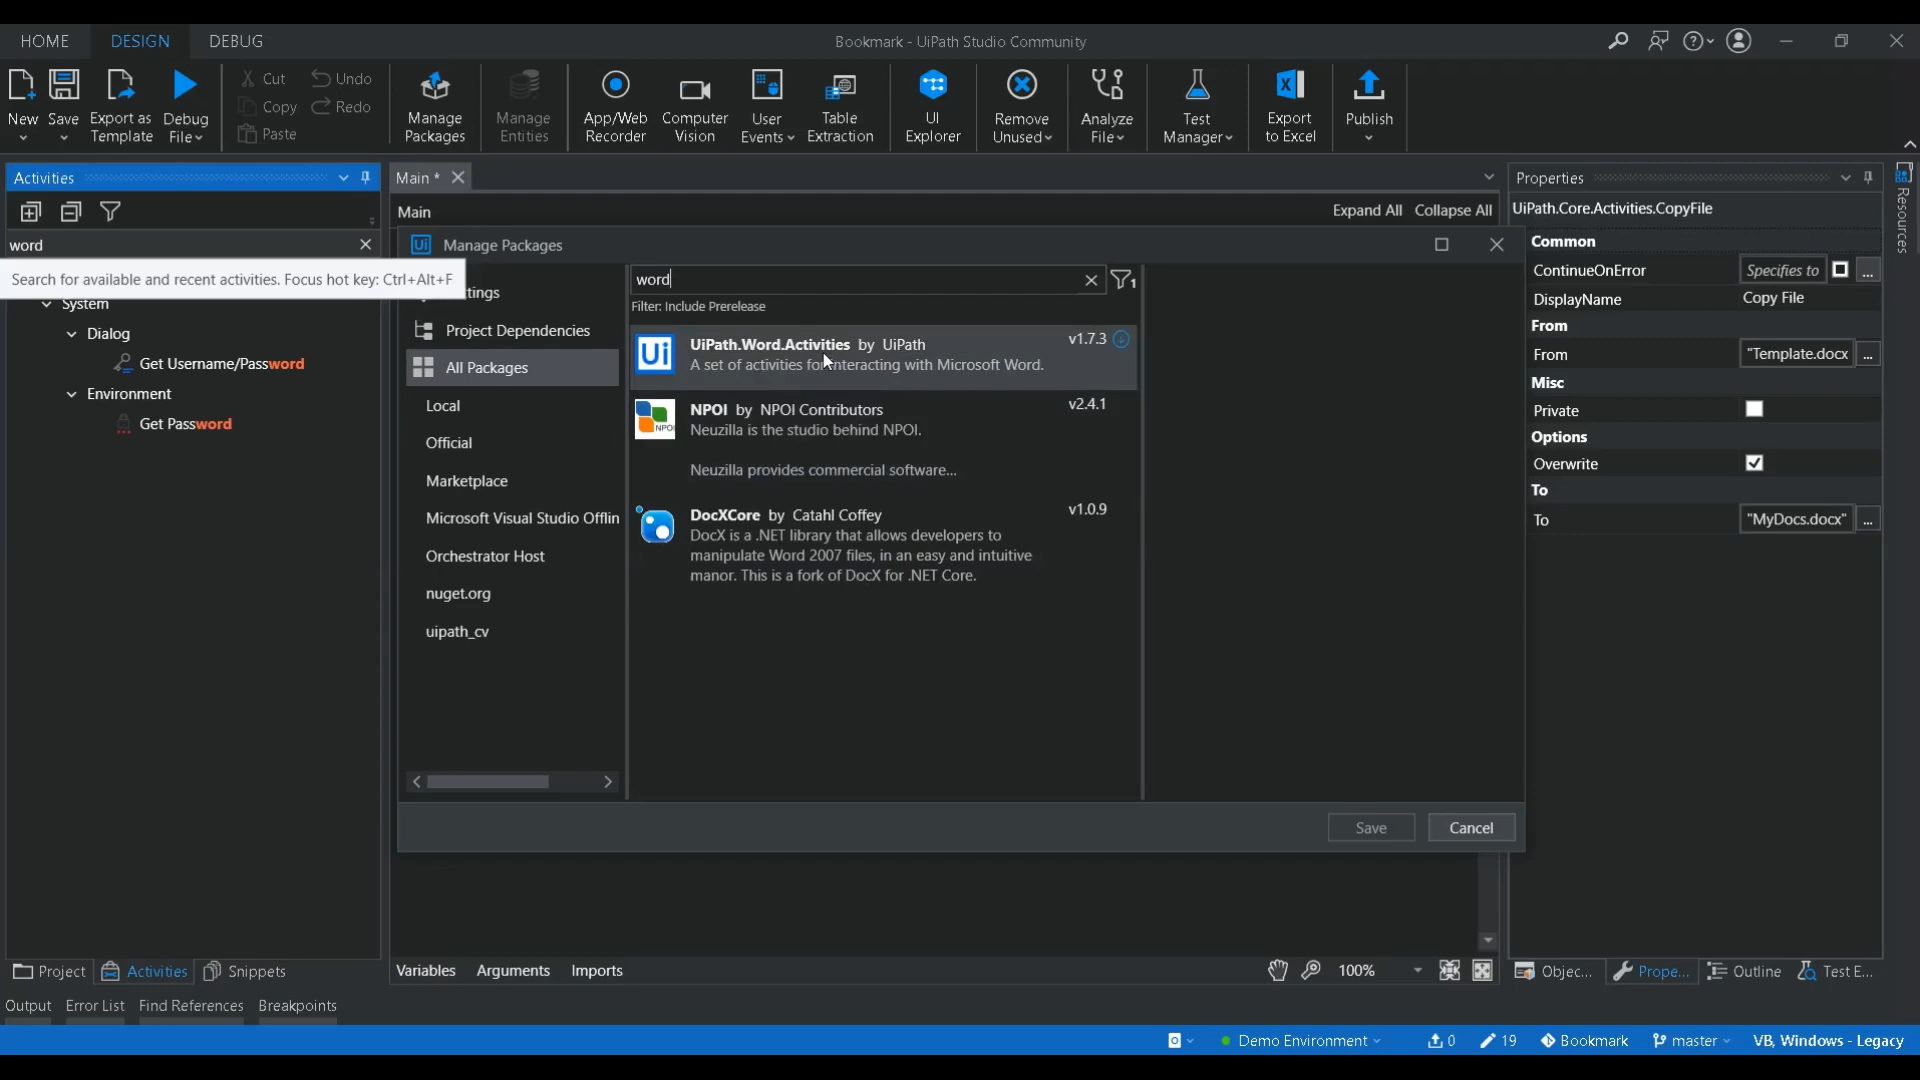 HOME DESIGN DEBUG Bookmark - UiPath Studio Community
New Save Export as Template Debug File
Cut Copy Paste Undo Redo
Manage Packages Manage Entities App/Web Recorder Computer Vision User Events Table Extraction UI Explorer Remove Unused Analyze File Test Manager Export to Excel Publish
Activities
word
Search for available and recent activities. Focus hot key: Ctrl+Alt+F
System
Dialog
Get Username/Password
Environment
Get Password
Main *
Main Expand All Collapse All
Ui Manage Packages
tings
Project Dependencies
All Packages
Local
Official
Marketplace
Microsoft Visual Studio Offlin
Orchestrator Host
nuget.org
uipath_cv
word
1
Filter: Include Prerelease
Ui UiPath.Word.Activities by UiPath v1.7.3
A set of activities for interacting with Microsoft Word.
NPOI NPOI by NPOI Contributors v2.4.1
Neuzilla is the studio behind NPOI.
Neuzilla provides commercial software...
DocXCore by Catahl Coffey v1.0.9
DocX is a .NET library that allows developers to
manipulate Word 2007 files, in an easy and intuitive
manor. This is a fork of DocX for .NET Core.
Save Cancel
Properties
UiPath.Core.Activities.CopyFile
Common
ContinueOnError Specifies to ...
DisplayName Copy File
From
From "Template.docx ...
Misc
Private
Options
Overwrite
To
To "MyDocs.docx" ...
Resources
Project Activities Snippets
Variables Arguments Imports 100%
Objec... Prope... Outline Test E...
Output Error List Find References Breakpoints
Demo Environment 0 19 Bookmark master VB, Windows - Legacy